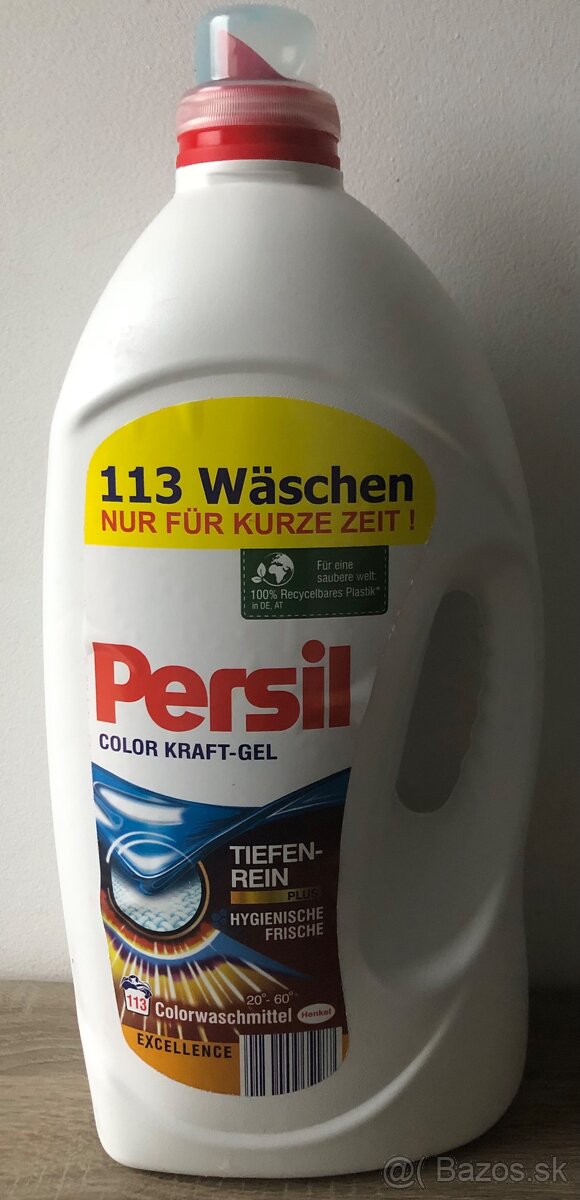 113 Wäschen
NUR FÜR KURZE ZEIT !
Für eine
saubere welt:
100% Recycelbares Plastik*
in DE, AT
Persil
COLOR KRAFT-GEL
TIEFEN-
REIN
PLUS
HYGIENISCHE
FRISCHE
20°- 60°
113 Colorwaschmittel Henkel
EXCELLENCE
@( Bazos.sk